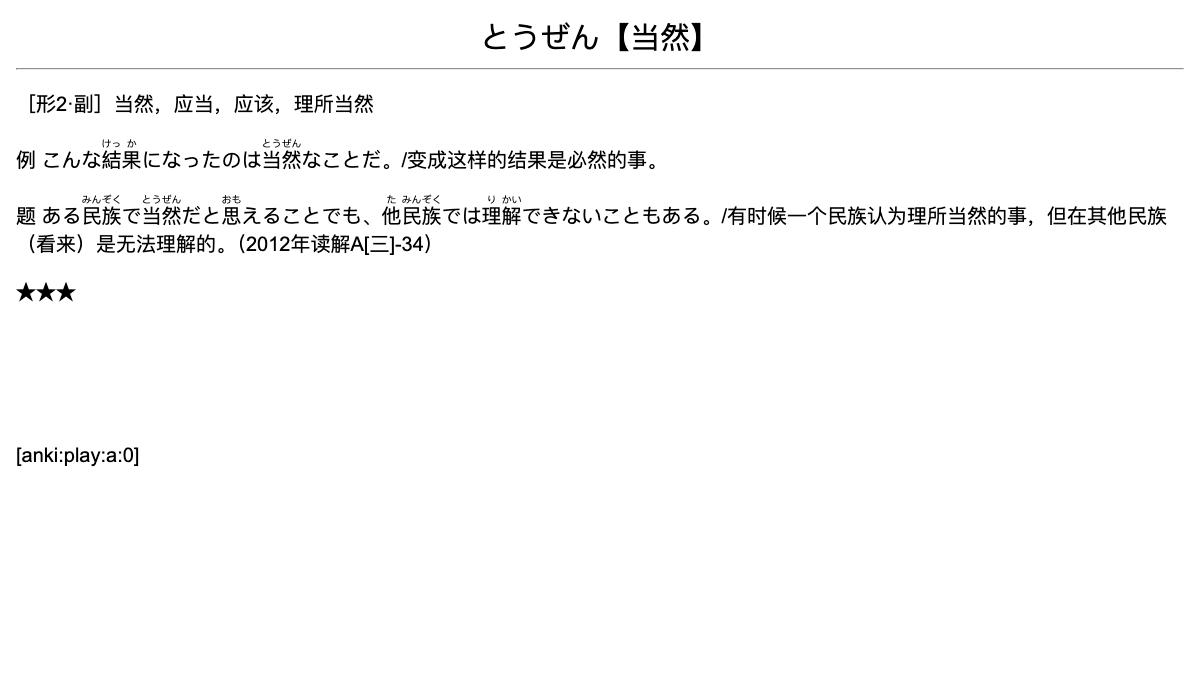 とうぜん【当然】
［形2·副］当然，应当，应该，理所当然
けっ か とうぜん
例 こんな結果になったのは当然なことだ。/变成这样的结果是必然的事。
みんぞく とうぜん おも た みんぞく り かい
题 ある民族で当然だと思えることでも、他民族では理解できないこともある。/有时候一个民族认为理所当然的事，但在其他民族
（看来）是无法理解的。（2012年读解A[三]-34）
★★★
[anki:play:a:0]